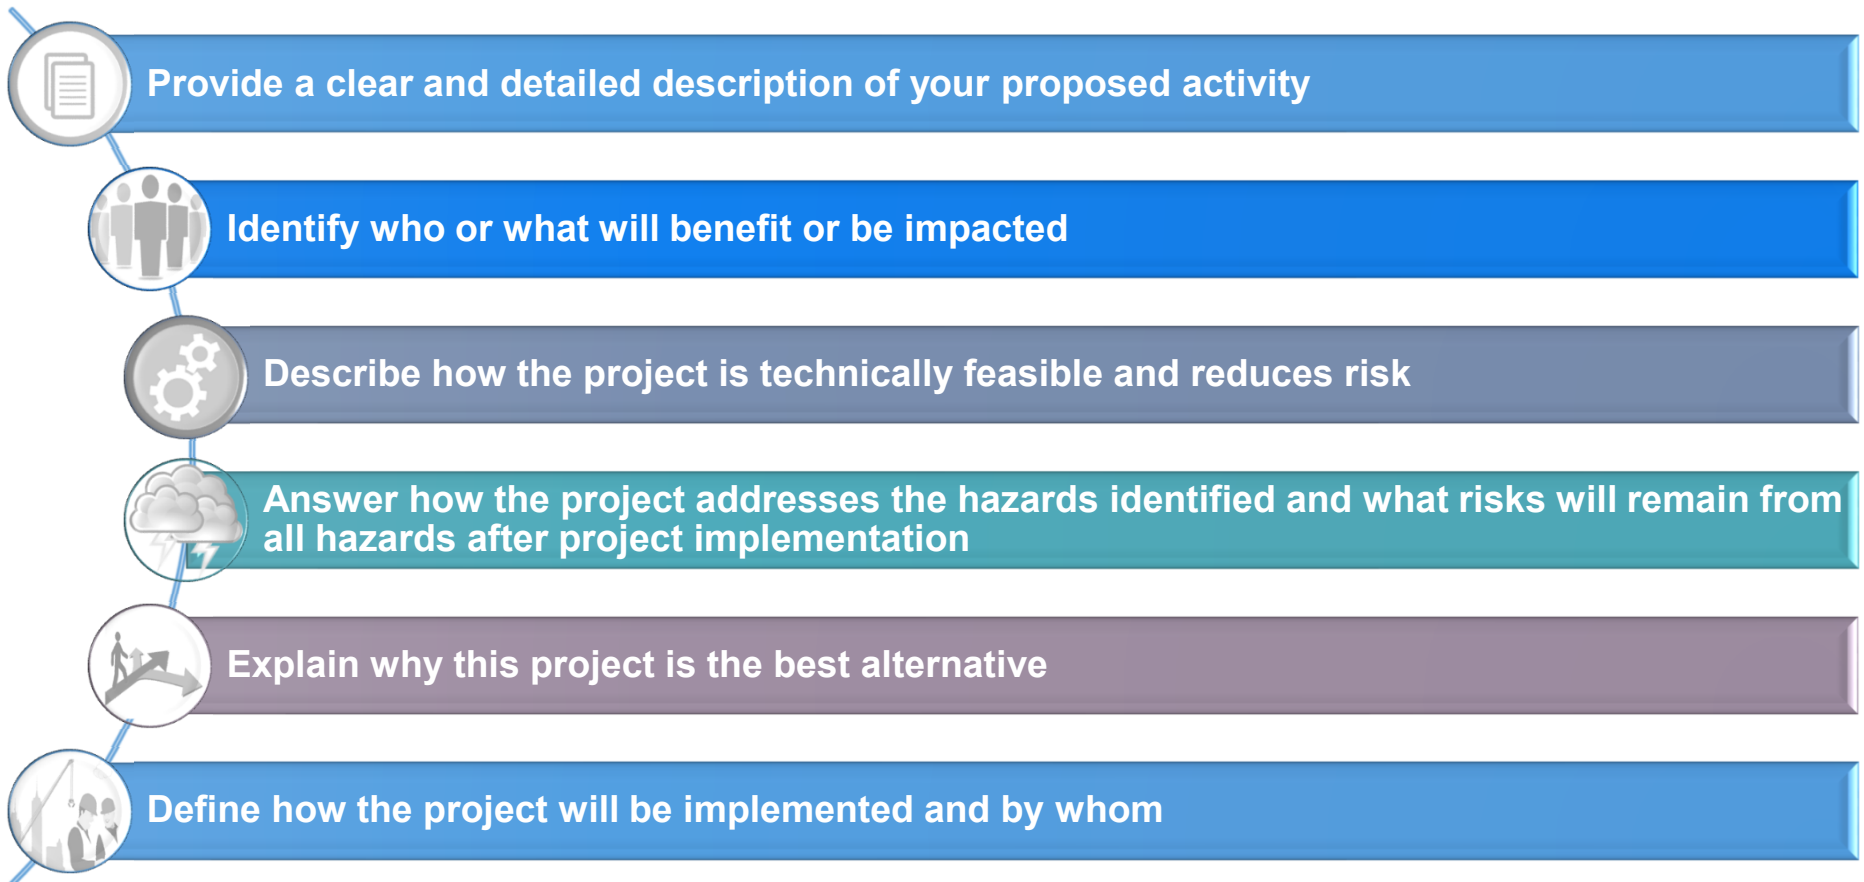 Provide a clear and detailed description of your proposed activity
Identify who or what will benefit or be impacted
Describe how the project is technically feasible and reduces risk
Answer how the project addresses the hazards identified and what risks will remain from
all hazards after project implementation
Explain why this project is the best alternative
Define how the project will be implemented and by whom